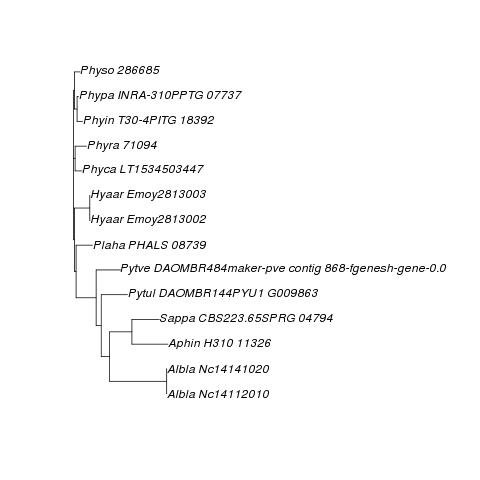 Physo 286685
Phypa INRA-310PPTG 07737
Phyin T30-4PITG 18392
Phyra 71094
Phyca LT1534503447
Hyaar Emoy2813003
Hyaar Emoy2813002
Plaha PHALS 08739
Pytve DAOMBR484maker-pve contig 868-fgenesh-gene-0.0
Pytul DAOMBR144PYU1 G009863
Sappa CBS223.65SPRG 04794
Aphin H310 11326
Albla Nc14141020
Albla Nc14112010